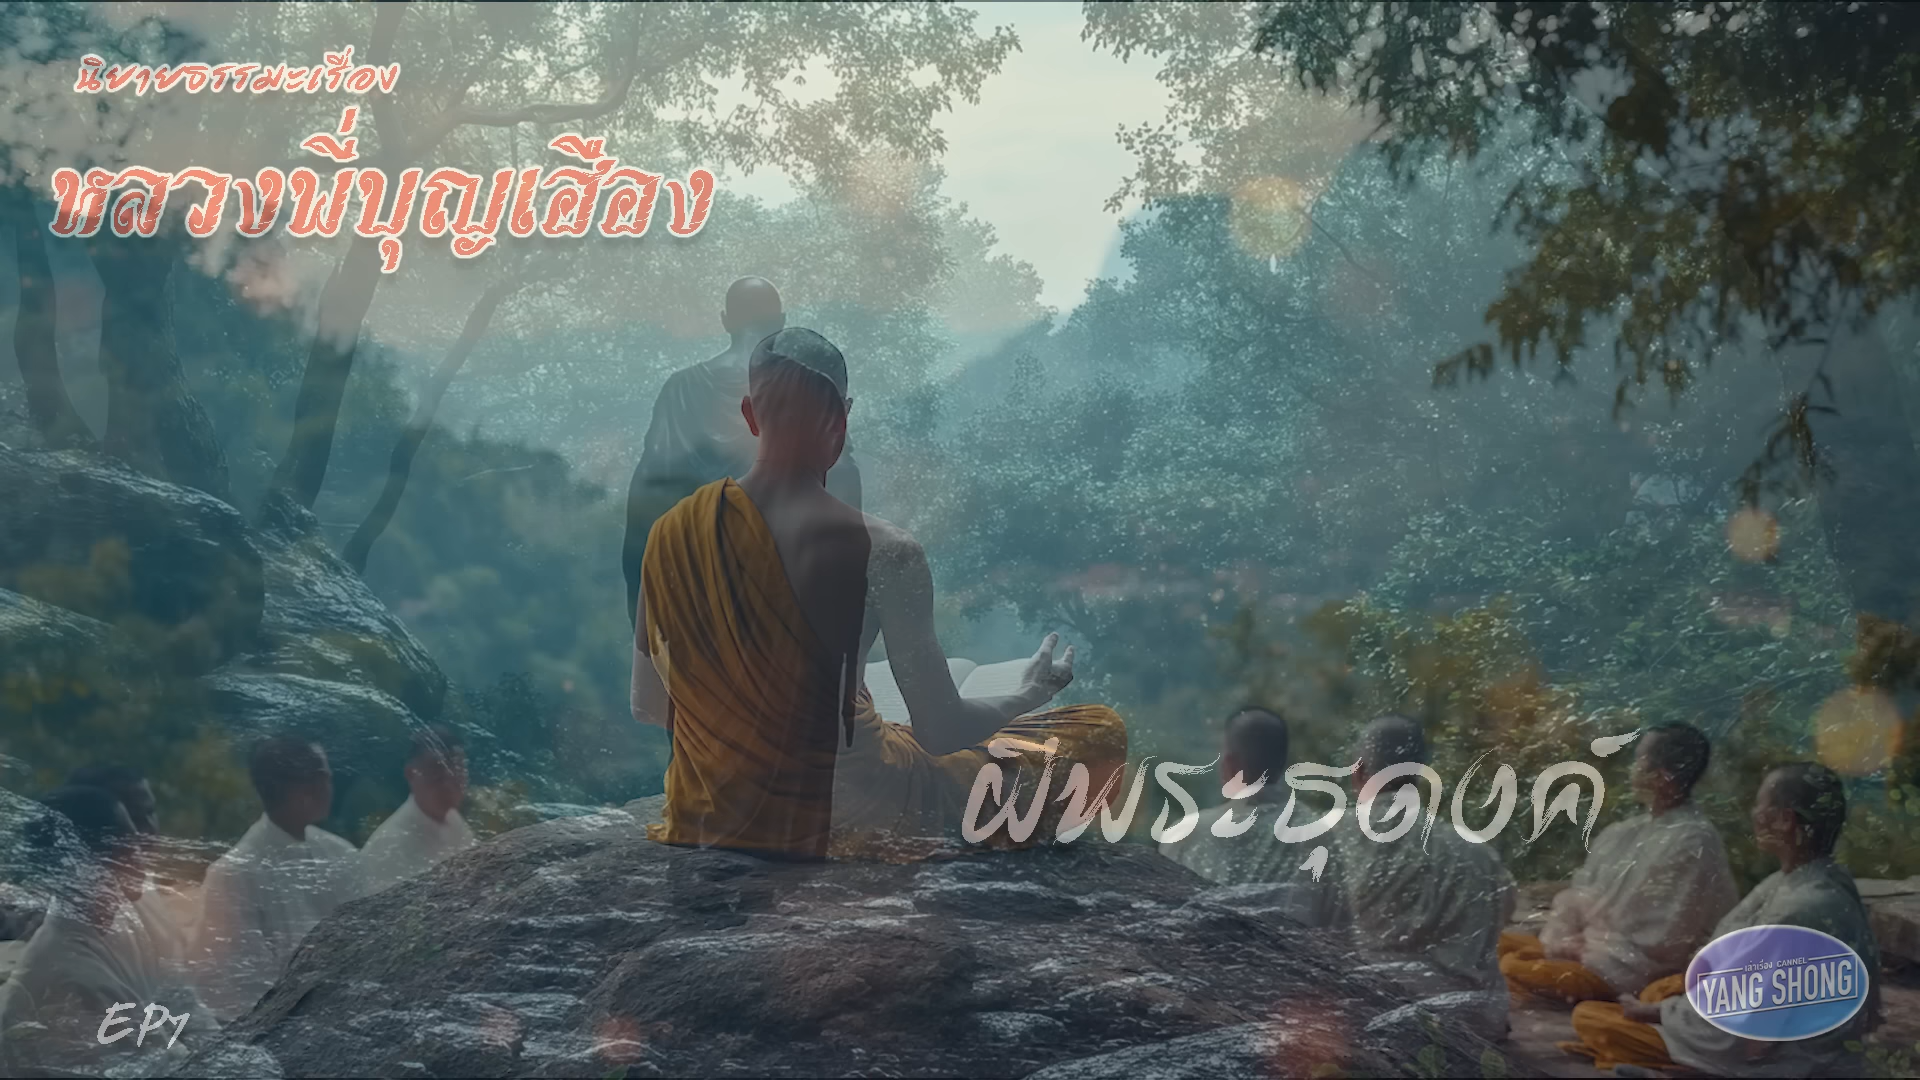 นิยายธรรมะเรื่อง
หลวงพี่บุญเฮือง
ผีพระธุดงค์
EP7
เล่าเรื่อง CANNEL
YANG SHONG